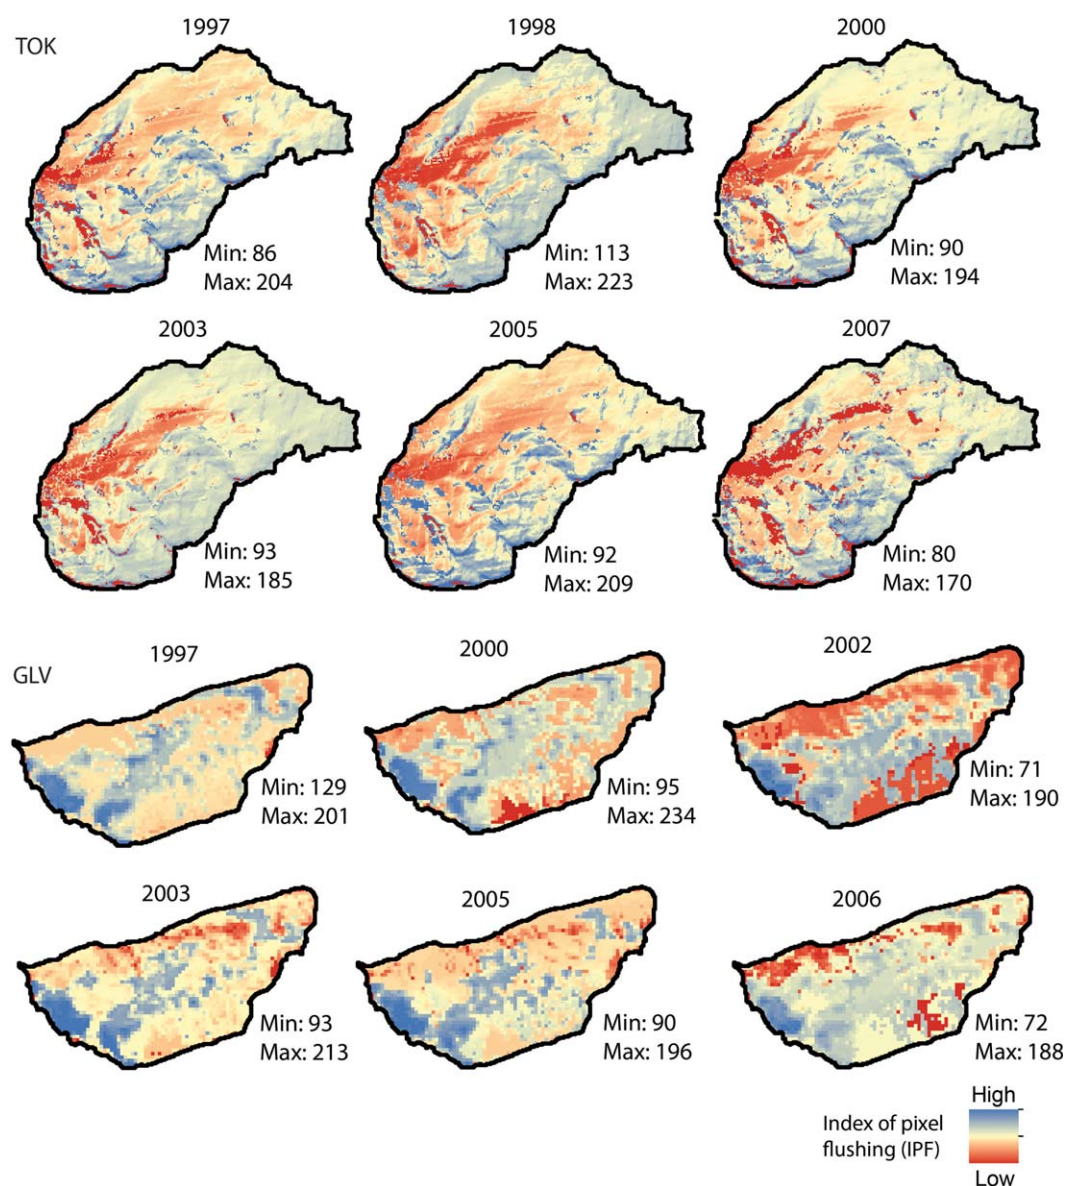 TOK
1997
1998
2000
Min: 86
Max: 204
Min: 113
Max: 223
Min: 90
Max: 194
2003
2005
2007
Min: 93
Max: 185
Min: 92
Max: 209
Min: 80
Max: 170
GLV
1997
2000
2002
Min: 129
Max: 201
Min: 95
Max: 234
Min: 71
Max: 190
2003
2005
2006
Min: 93
Max: 213
Min: 90
Max: 196
Min: 72
Max: 188
Index of pixel
flushing (IPF)
High
Low